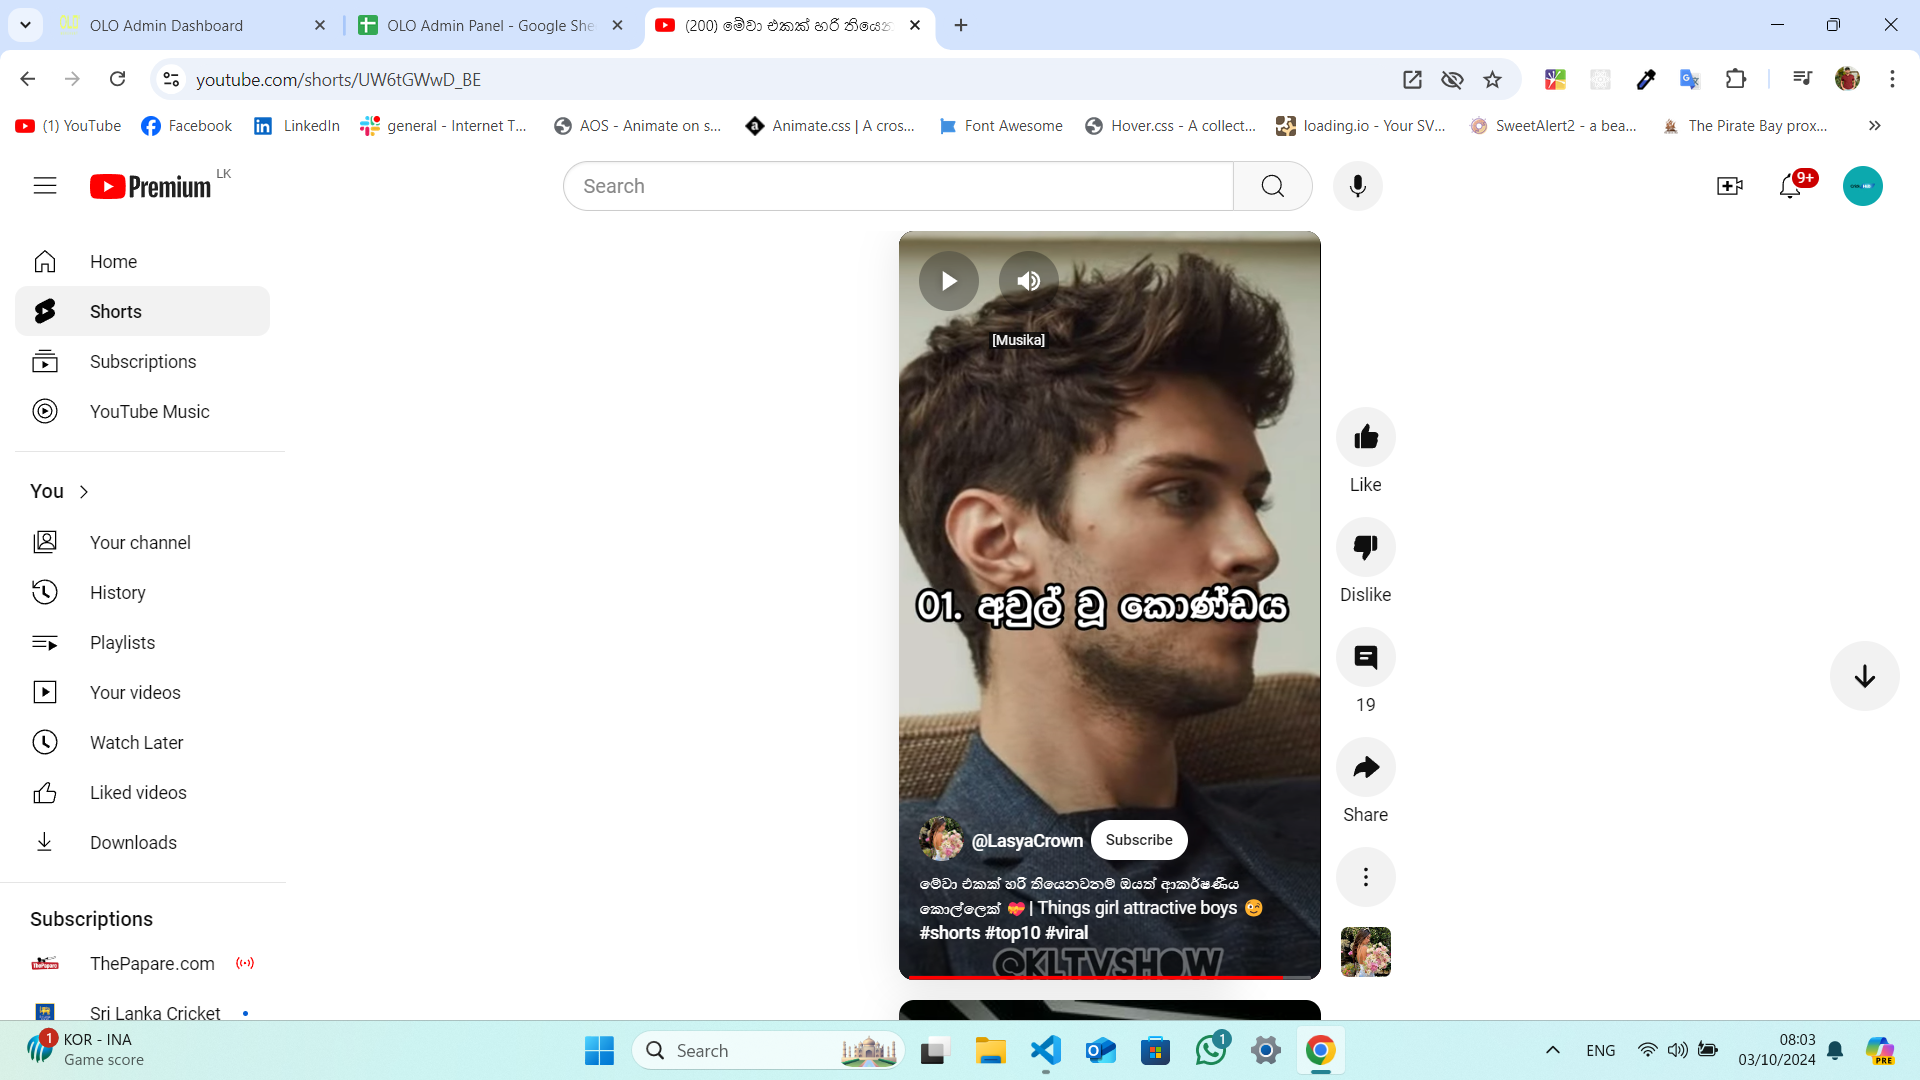 OLO Admin Dashboard
OLO Admin Panel - Google She
(200) මේවා එකක් හරි තියෙන
youtube.com/shorts/UW6tGWwD_BE
(1) YouTube
Facebook
LinkedIn
general - Internet T...
AOS - Animate on s...
Animate.css | A cros...
Font Awesome
Hover.css - A collect...
loading.io - Your SV...
SweetAlert2 - a bea...
The Pirate Bay prox...
Premium
LK
Search
9+
Home
Shorts
Subscriptions
YouTube Music
You
Your channel
History
Playlists
Your videos
Watch Later
Liked videos
Downloads
Subscriptions
ThePapare.com
Sri Lanka Cricket
[Musika]
01. අවුල් වූ කොණ්ඩය
@LasyaCrown
Subscribe
මේවා එකක් හරි තියෙනවනම් ඔයත් ආකර්ෂණීය
කොල්ලෙක් 💝 | Things girl attractive boys 😉
#shorts #top10 #viral
@KLTVSHOW
Like
Dislike
19
Share
1
KOR - INA
Game score
Search
1
ENG
08:03
03/10/2024
PRE